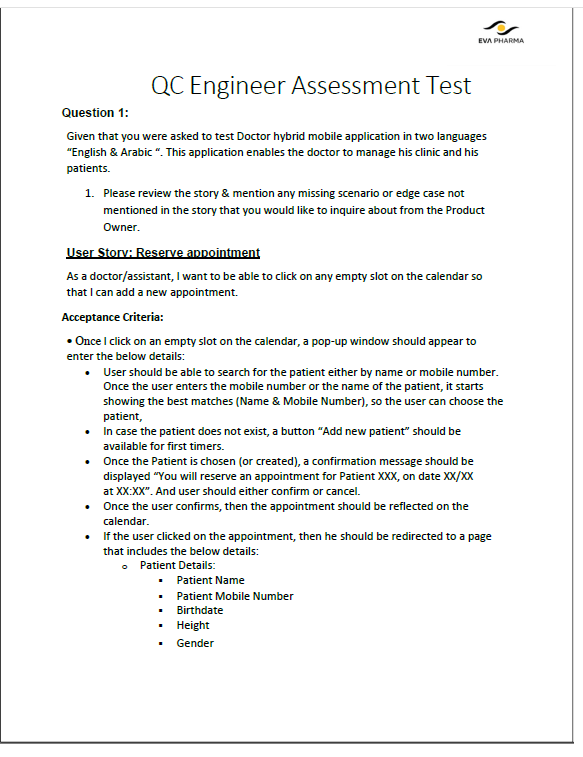 EVA PHARMA
QC Engineer Assessment Test
Question 1:
Given that you were asked to test Doctor hybrid mobile application in two languages
"English & Arabic “. This application enables the doctor to manage his clinic and his
patients.
1. Please review the story & mention any missing scenario or edge case not
mentioned in the story that you would like to inquire about from the Product
Owner.
User Story: Reserve appointment
As a doctor/assistant, I want to be able to click on any empty slot on the calendar so
that I can add a new appointment.
Acceptance Criteria:
• Once I click on an empty slot on the calendar, a pop-up window should appear to
enter the below details:
• User should be able to search for the patient either by name or mobile number.
Once the user enters the mobile number or the name of the patient, it starts
showing the best matches (Name & Mobile Number), so the user can choose the
patient,
• In case the patient does not exist, a button “Add new patient” should be
available for first timers.
• Once the Patient is chosen (or created), a confirmation message should be
displayed “You will reserve an appointment for Patient XXX, on date XX/XX
at XX:XX”. And user should either confirm or cancel.
• Once the user confirms, then the appointment should be reflected on the
calendar.
• If the user clicked on the appointment, then he should be redirected to a page
that includes the below details:
o Patient Details:
▪ Patient Name
▪ Patient Mobile Number
▪ Birthdate
▪ Height
▪ Gender